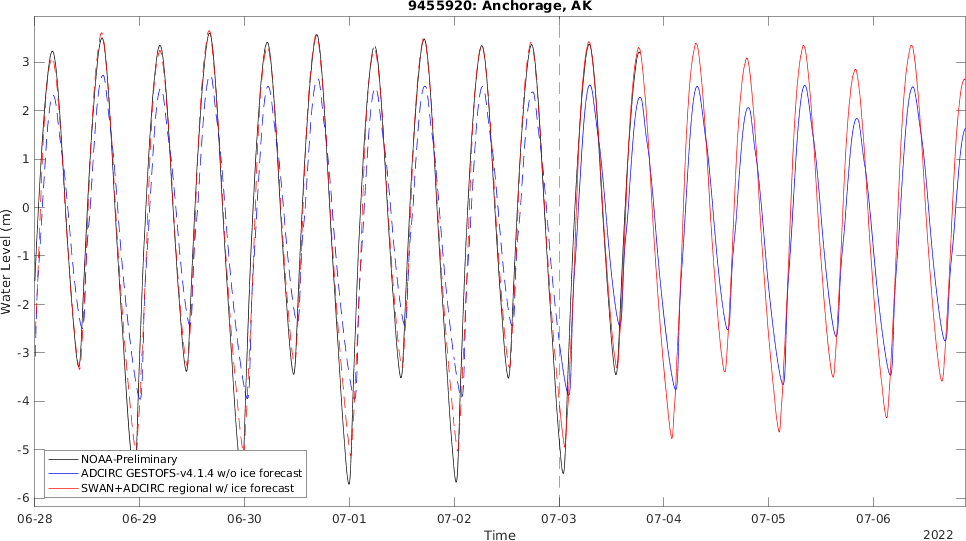 9455920: Anchorage, AK
Water Level (m)
3
2
1
0
-1
-2
-3
-4
-5
-6
NOAA-Preliminary
ADCIRC GESTOFS-v4.1.4 w/o ice forecast
SWAN+ADCIRC regional w/ ice forecast
06-28 06-29 06-30 07-01 07-02 07-03 07-04 07-05 07-06
Time
2022